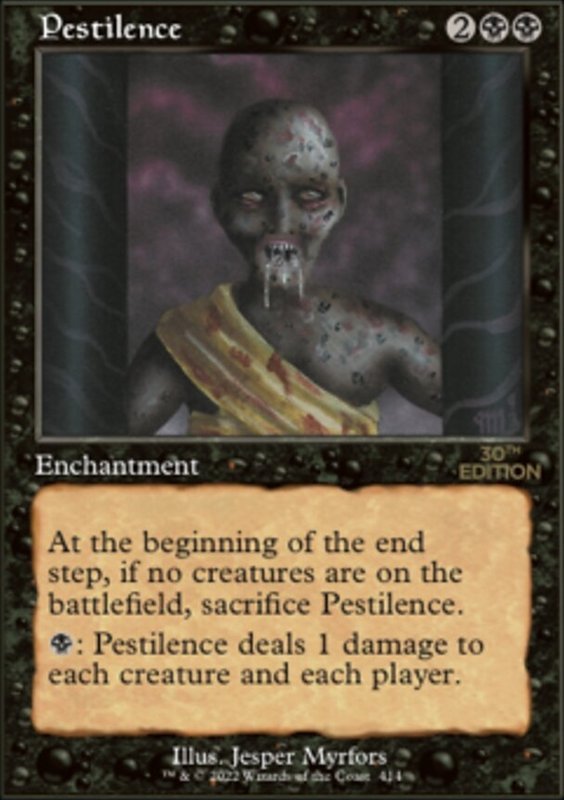 Pestilence 2
Enchantment
30TH
EDITION
At the beginning of the end
step, if no creatures are on the
battlefield, sacrifice Pestilence.
: Pestilence deals 1 damage to
each creature and each player.
Illus. Jesper Myrfors
™ & © 2022 Wizards of the Coast 414